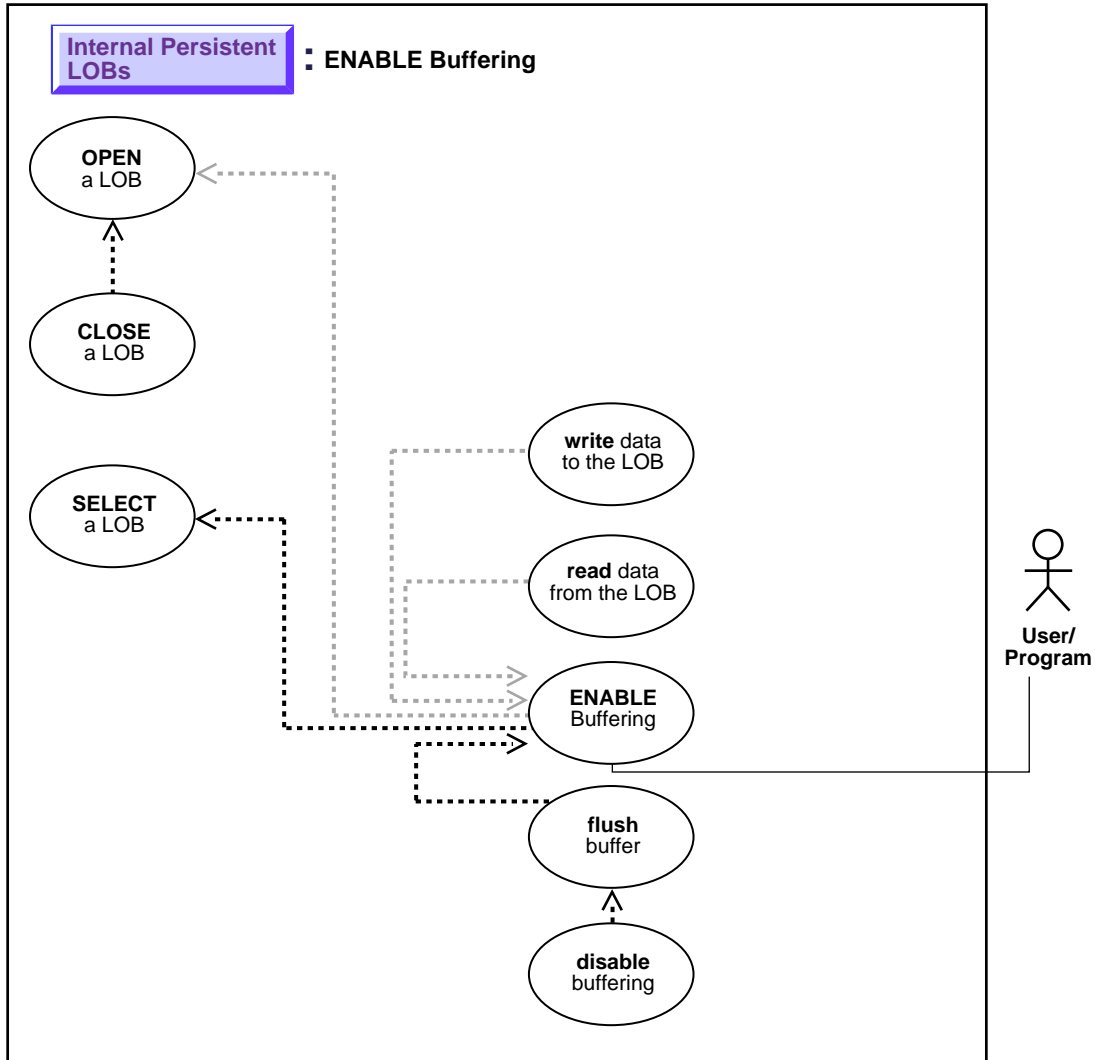 Internal Persistent
LOBs
: ENABLE Buffering
OPEN
a LOB
CLOSE
a LOB
write data
to the LOB
SELECT
a LOB
read data
from the LOB
User/
Program
ENABLE
Buffering
flush
buffer
disable
buffering